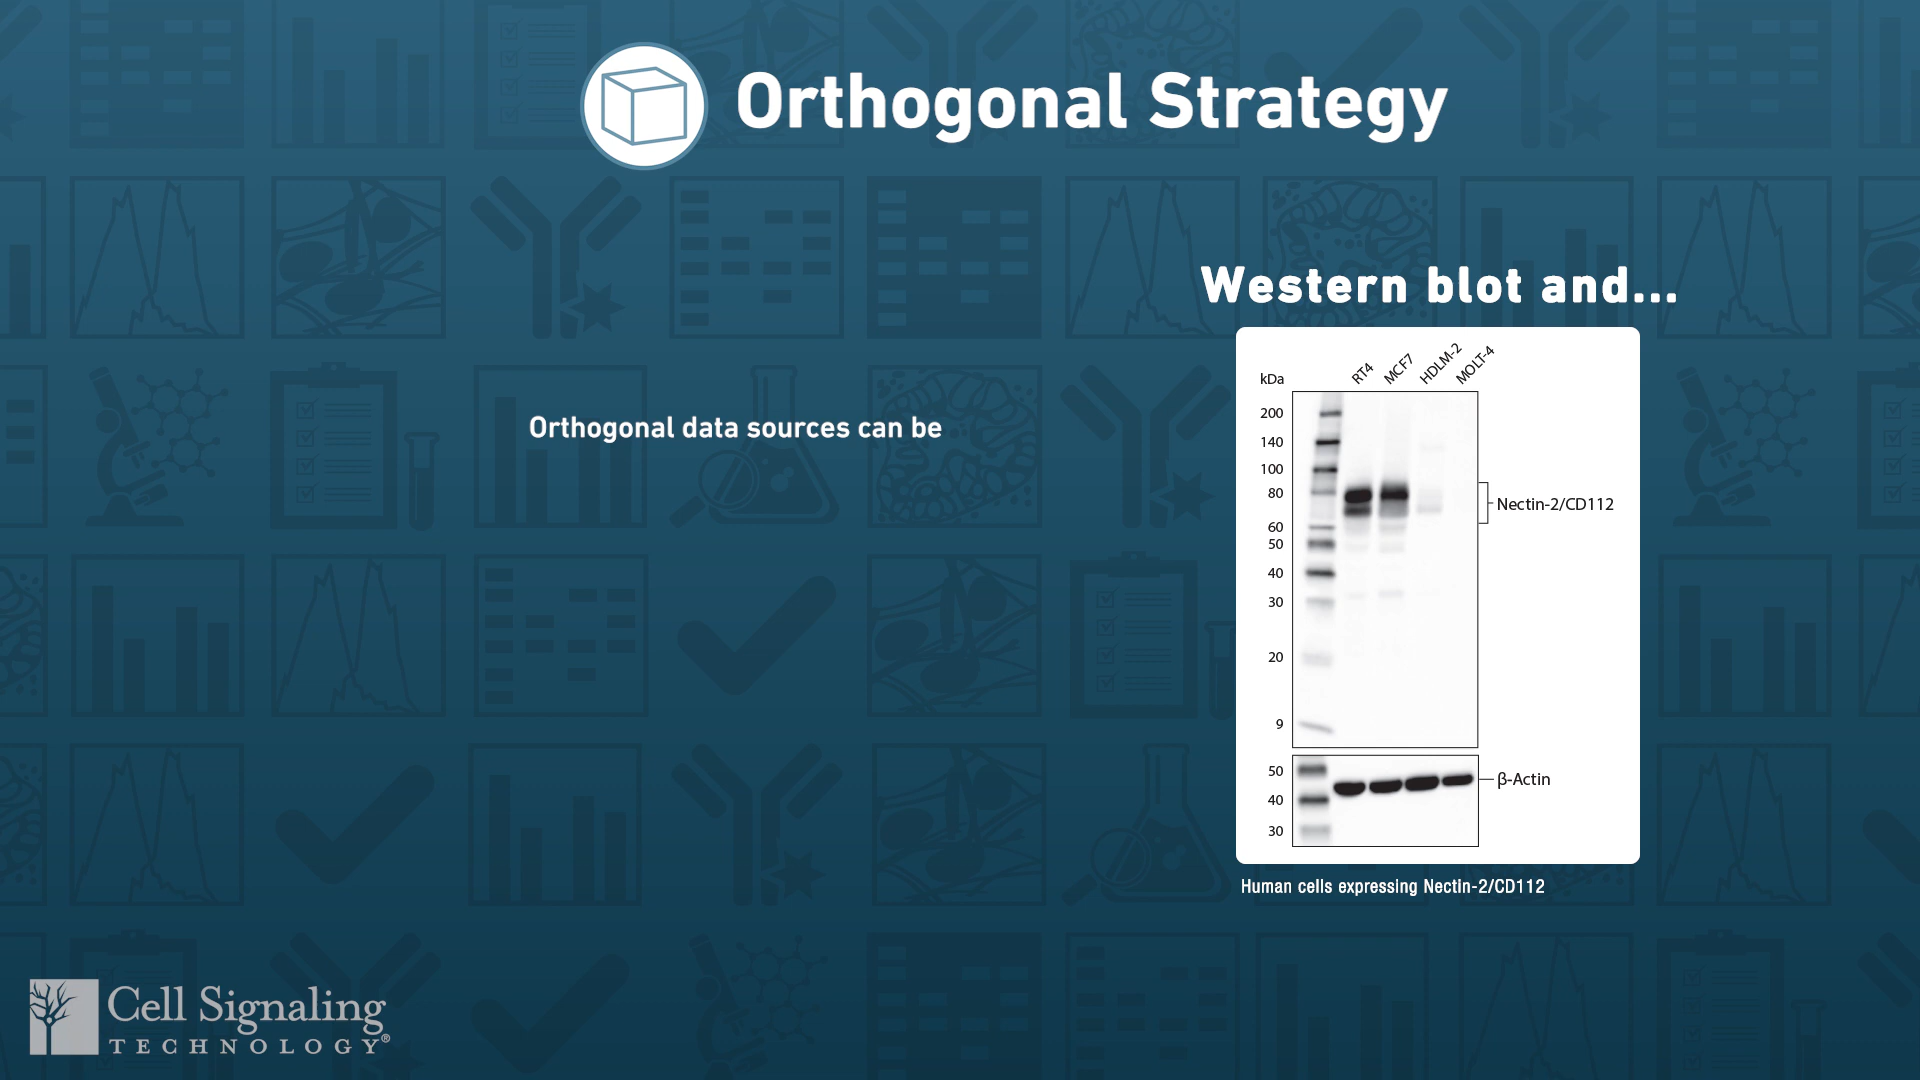 Orthogonal Strategy
Orthogonal data sources can be
Western blot and...
kDa
RT4
MCF7
HDLM-2
MOLT-4
200
140
100
80
60
50
40
30
20
9
Nectin-2/CD112
50
40
30
β-Actin
Human cells expressing Nectin-2/CD112
Cell Signaling
TECHNOLOGY®